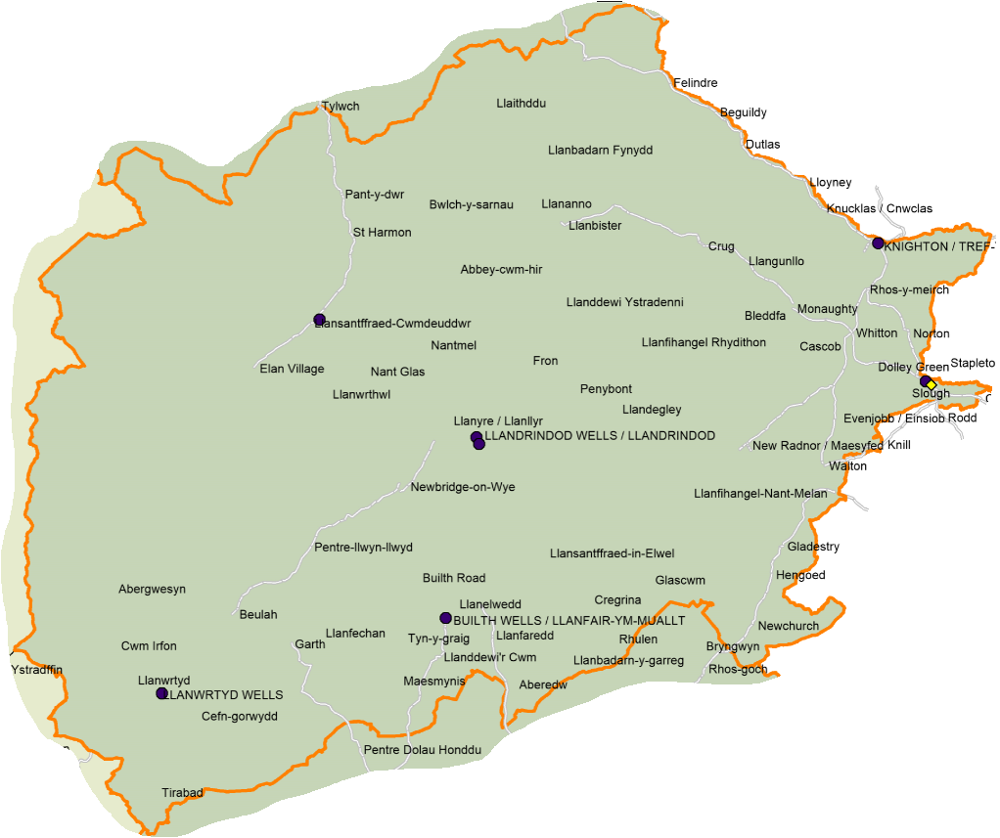 Felindre
Llaithddu
Tylwch
Beguildy
Dutlas
Llanbadarn Fynydd
Lloyney
Pant-y-dwr
Bwlch-y-sarnau
Llananno
Knucklas / Cnwclas
Llanbister
St Harmon
Crug
KNIGHTON / TREF-
Llangunllo
Abbey-cwm-hir
Rhos-y-meirch
Llanddewi Ystradenni
Monaughty
Bleddfa
Llansantffraed-Cwmdeuddwr
Whitton
Norton
Llanfihangel Rhydithon
Nantmel
Cascob
Fron
Stapleto
Elan Village
Nant Glas
Dolley Green
Penybont
Llanwrthwl
Slough
Llandegley
Llanyre / Llanllyr
Evenjobb / Einsiob
Rodd
LLANDRINDOD WELLS / LLANDRINDOD
New Radnor / Maesyfed
Knill
Walton
Newbridge-on-Wye
Llanfihangel-Nant-Melan
Pentre-llwyn-llwyd
Gladestry
Llansantffraed-in-Elwel
Hengoed
Builth Road
Glascwm
Abergwesyn
Cregrina
Llanelwedd
Beulah
BUILTH WELLS / LLANFAIR-YM-MUALLT
Newchurch
Llanfechan
Llanfaredd
Tyn-y-graig
Rhulen
Garth
Cwm Irfon
Bryngwyn
Llanddewi'r Cwm
Llanbadarn-y-garreg
Rhos-goch
Ystradffin
Llanwrtyd
Maesmynis
Aberedw
LLANWRTYD WELLS
Cefn-gorwydd
Pentre Dolau Honddu
Tirabad